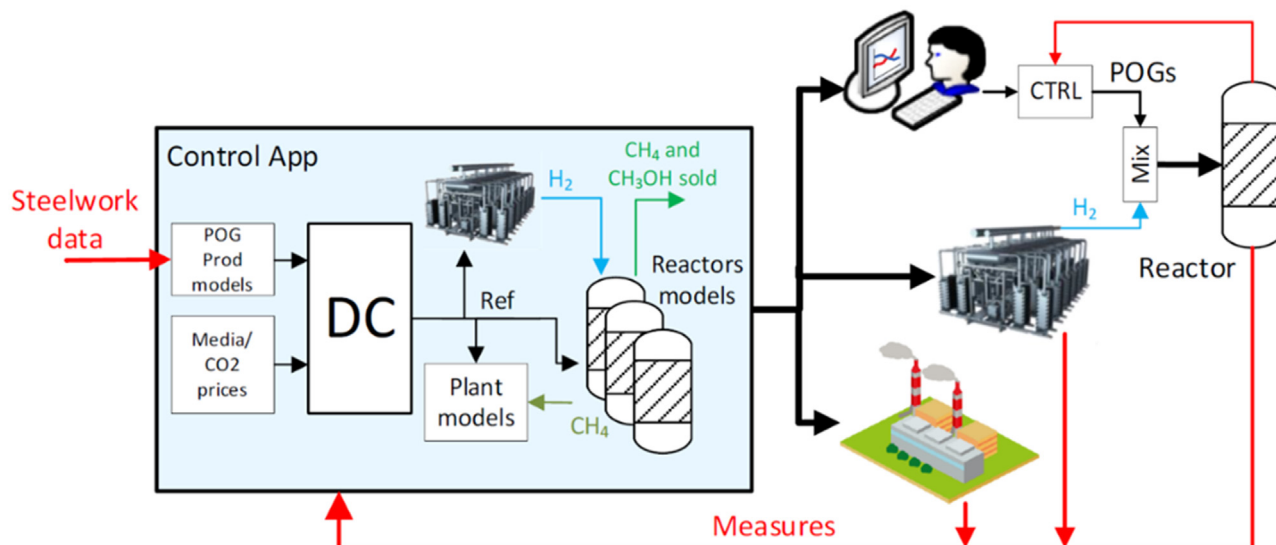 Control App
Steelwork
data
POG
Prod
models
Media/
CO2
prices
DC
H₂
CH₄ and
CH₃OH sold
Reactors
models
Ref
Plant
models
CH₄
CTRL
POGs
Mix
H₂
Reactor
Measures